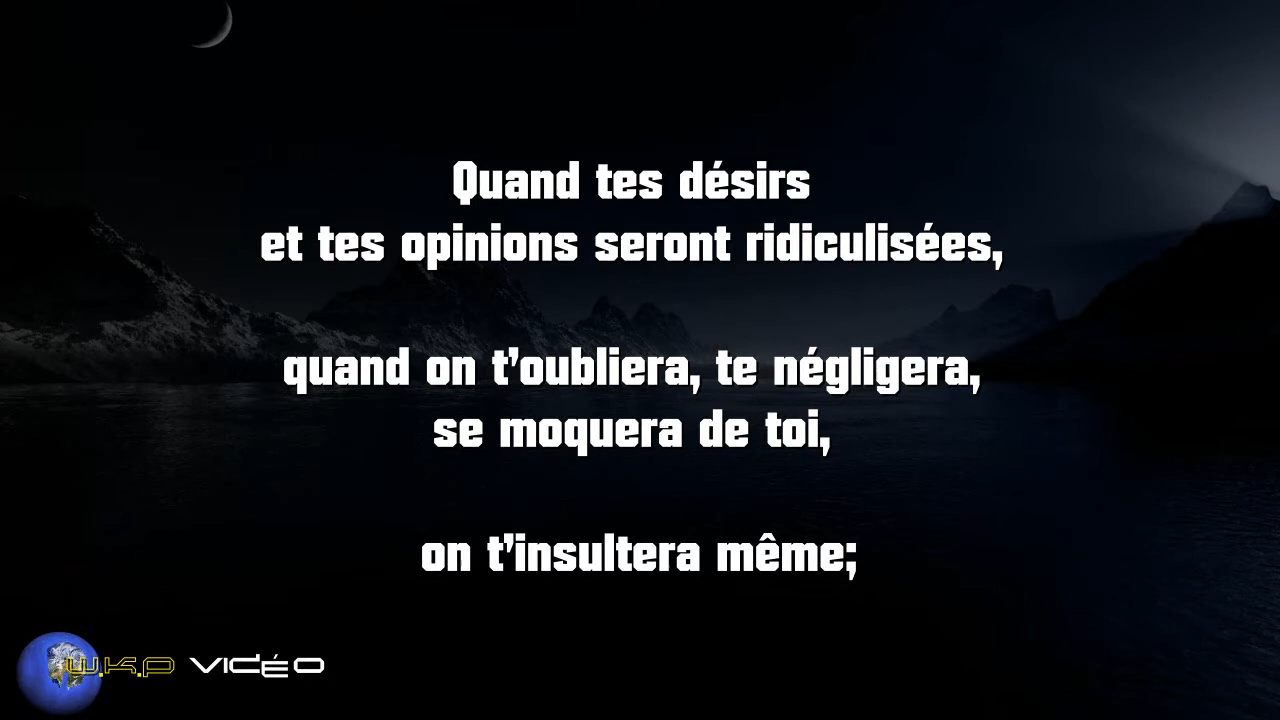 Quand tes désirs
et tes opinions seront ridiculisées,
quand on t'oubliera, te négligera,
se moquera de toi,
on t'insultera même;
W.K.P VIDÉO